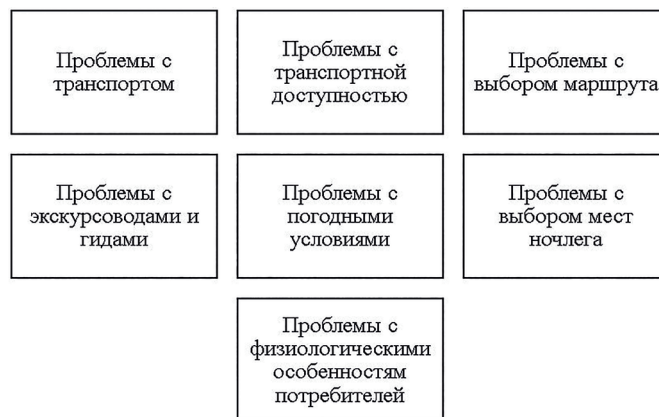 Проблемы с
транспортом
Проблемы с
транспортной
доступностью
Проблемы с
выбором маршрута
Проблемы с
экскурсоводами и
гидами
Проблемы с
погодными
условиями
Проблемы с
выбором мест
ночлега
Проблемы с
физиологическими
особенностям
потребителей